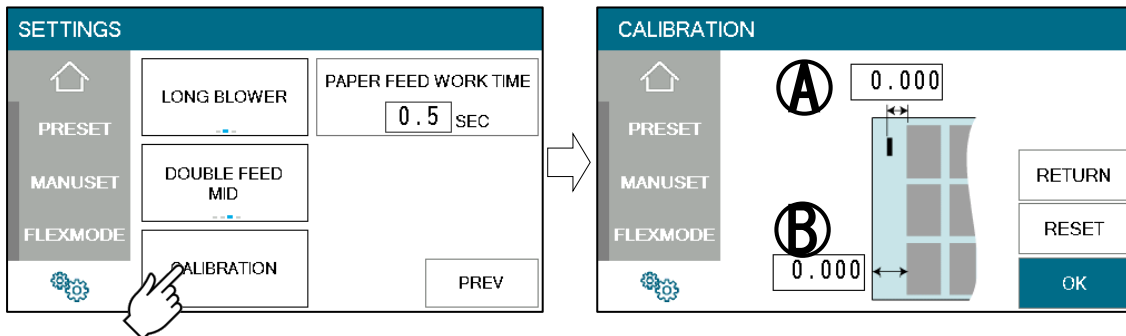 SETTINGS
PRESET
MANUSET
FLEXMODE
LONG BLOWER
DOUBLE FEED
MID
CALIBRATION
PAPER FEED WORK TIME
0.5 SEC
PREV
CALIBRATION
PRESET
MANUSET
FLEXMODE
A
0.000
B
0.000
RETURN
RESET
OK